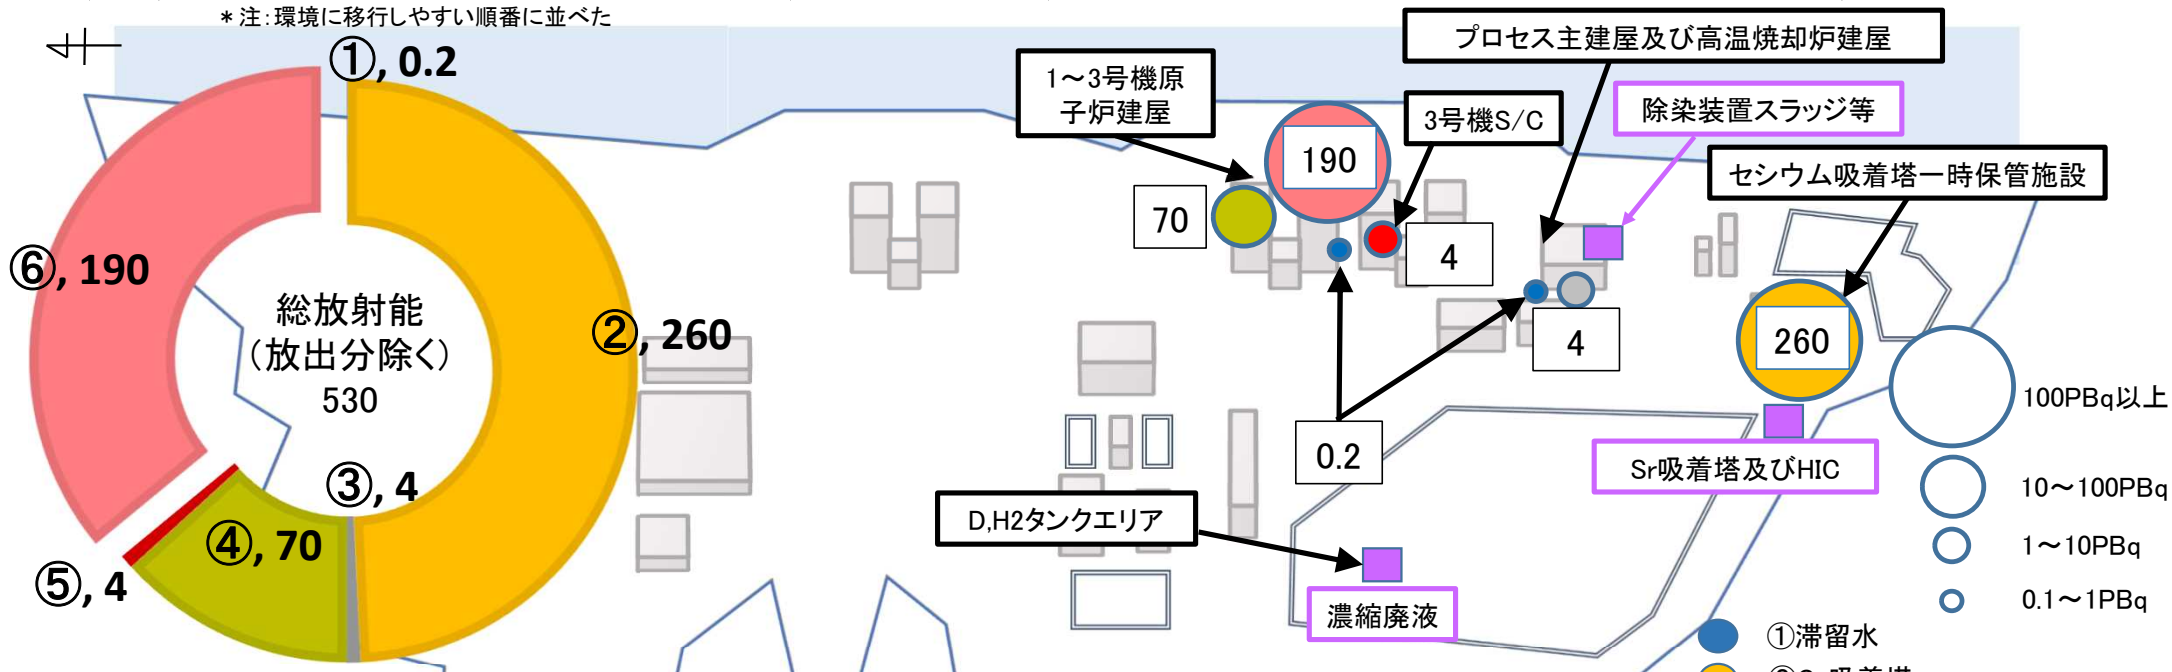 ＊注：環境に移行しやすい順番に並べた
①, 0.2
②, 260
③, 4
④, 70
⑤, 4
⑥, 190
総放射能
（放出分除く）
530
1～3号機原
子炉建屋
プロセス主建屋及び高温焼却炉建屋
3号機S/C
除染装置スラッジ等
セシウム吸着塔一時保管施設
190
70
4
4
260
0.2
Sr吸着塔及びHIC
D,H2タンクエリア
濃縮廃液
100PBq以上
10～100PBq
1～10PBq
0.1～1PBq
①滞留水